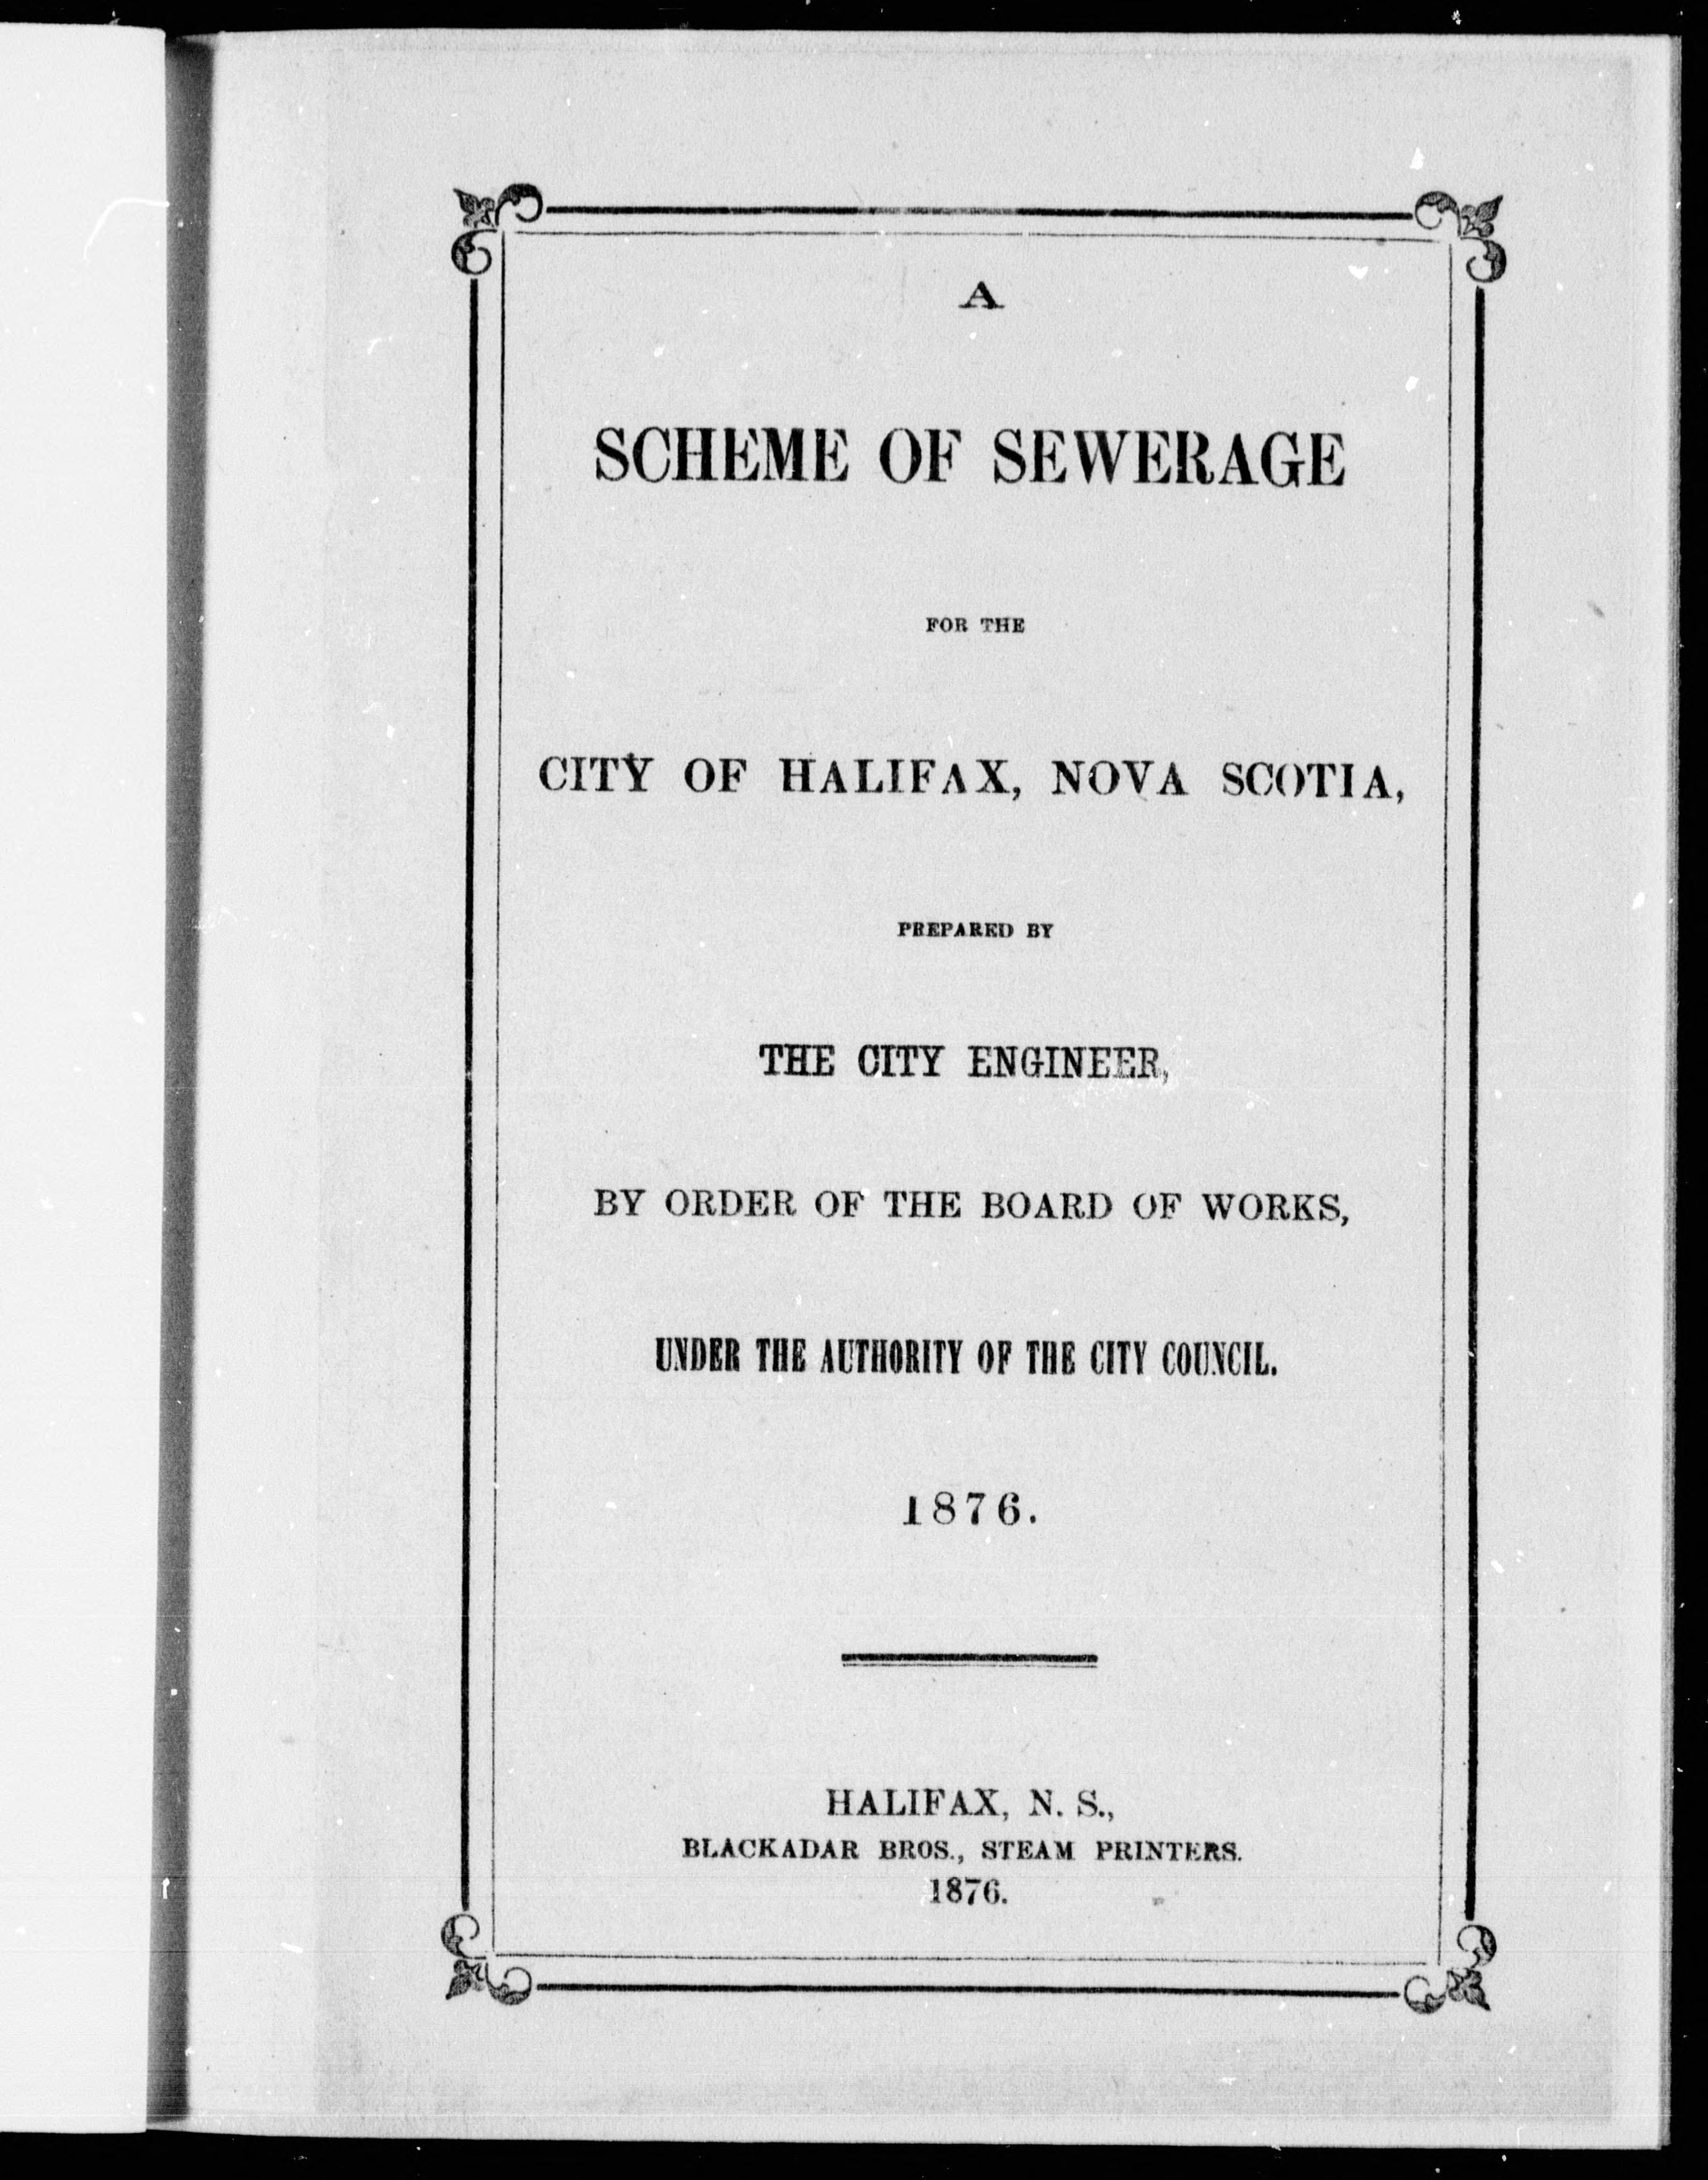 A
SCHEME OF SEWERAGE
FOR THE
CITY OF HALIFAX, NOVA SCOTIA,
PREPARED BY
THE CITY ENGINEER,
BY ORDER OF THE BOARD OF WORKS,
UNDER THE AUTHORITY OF THE CITY COUNCIL.
1876.
HALIFAX, N. S.,
BLACKADAR BROS., STEAM PRINTERS.
1876.